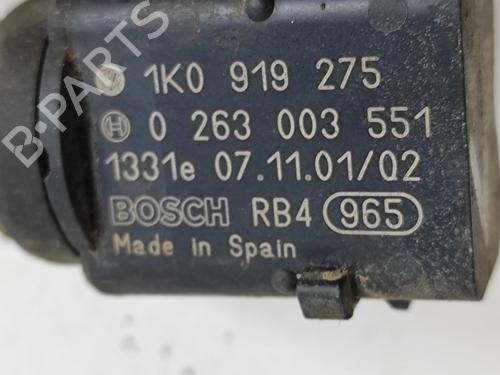 B-PARTS
1K0 919 275
0 263 003 551
1331e 07.11.01/02
BOSCH RB4 965
Made in Spain